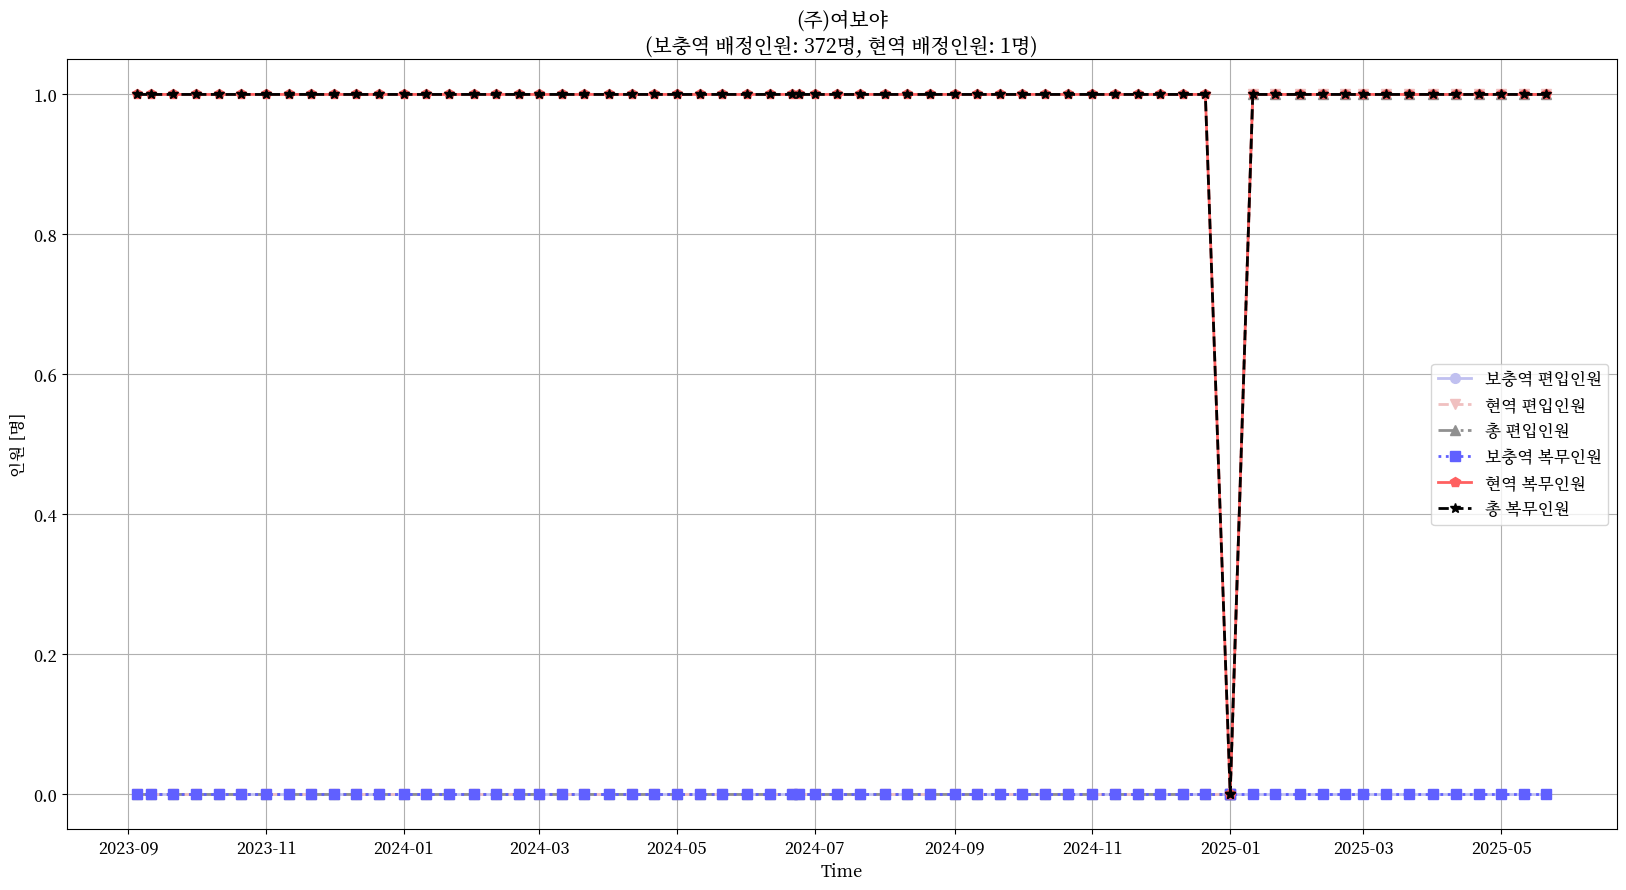 (주)여보야
(보충역 배정인원: 372명, 현역 배정인원: 1명)
인원 [명]
1.0
0.8
0.6
0.4
0.2
0.0
보충역 편입인원
현역 편입인원
총 편입인원
보충역 복무인원
현역 복무인원
총 복무인원
2023-09 2023-11 2024-01 2024-03 2024-05 2024-07 2024-09 2024-11 2025-01 2025-03 2025-05
Time